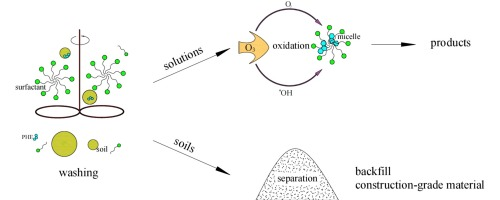 surfactant
PHE
soil
washing
solutions
soils
O₃
oxidation
O.
•OH
micelle
products
separation
backfill
construction-grade material